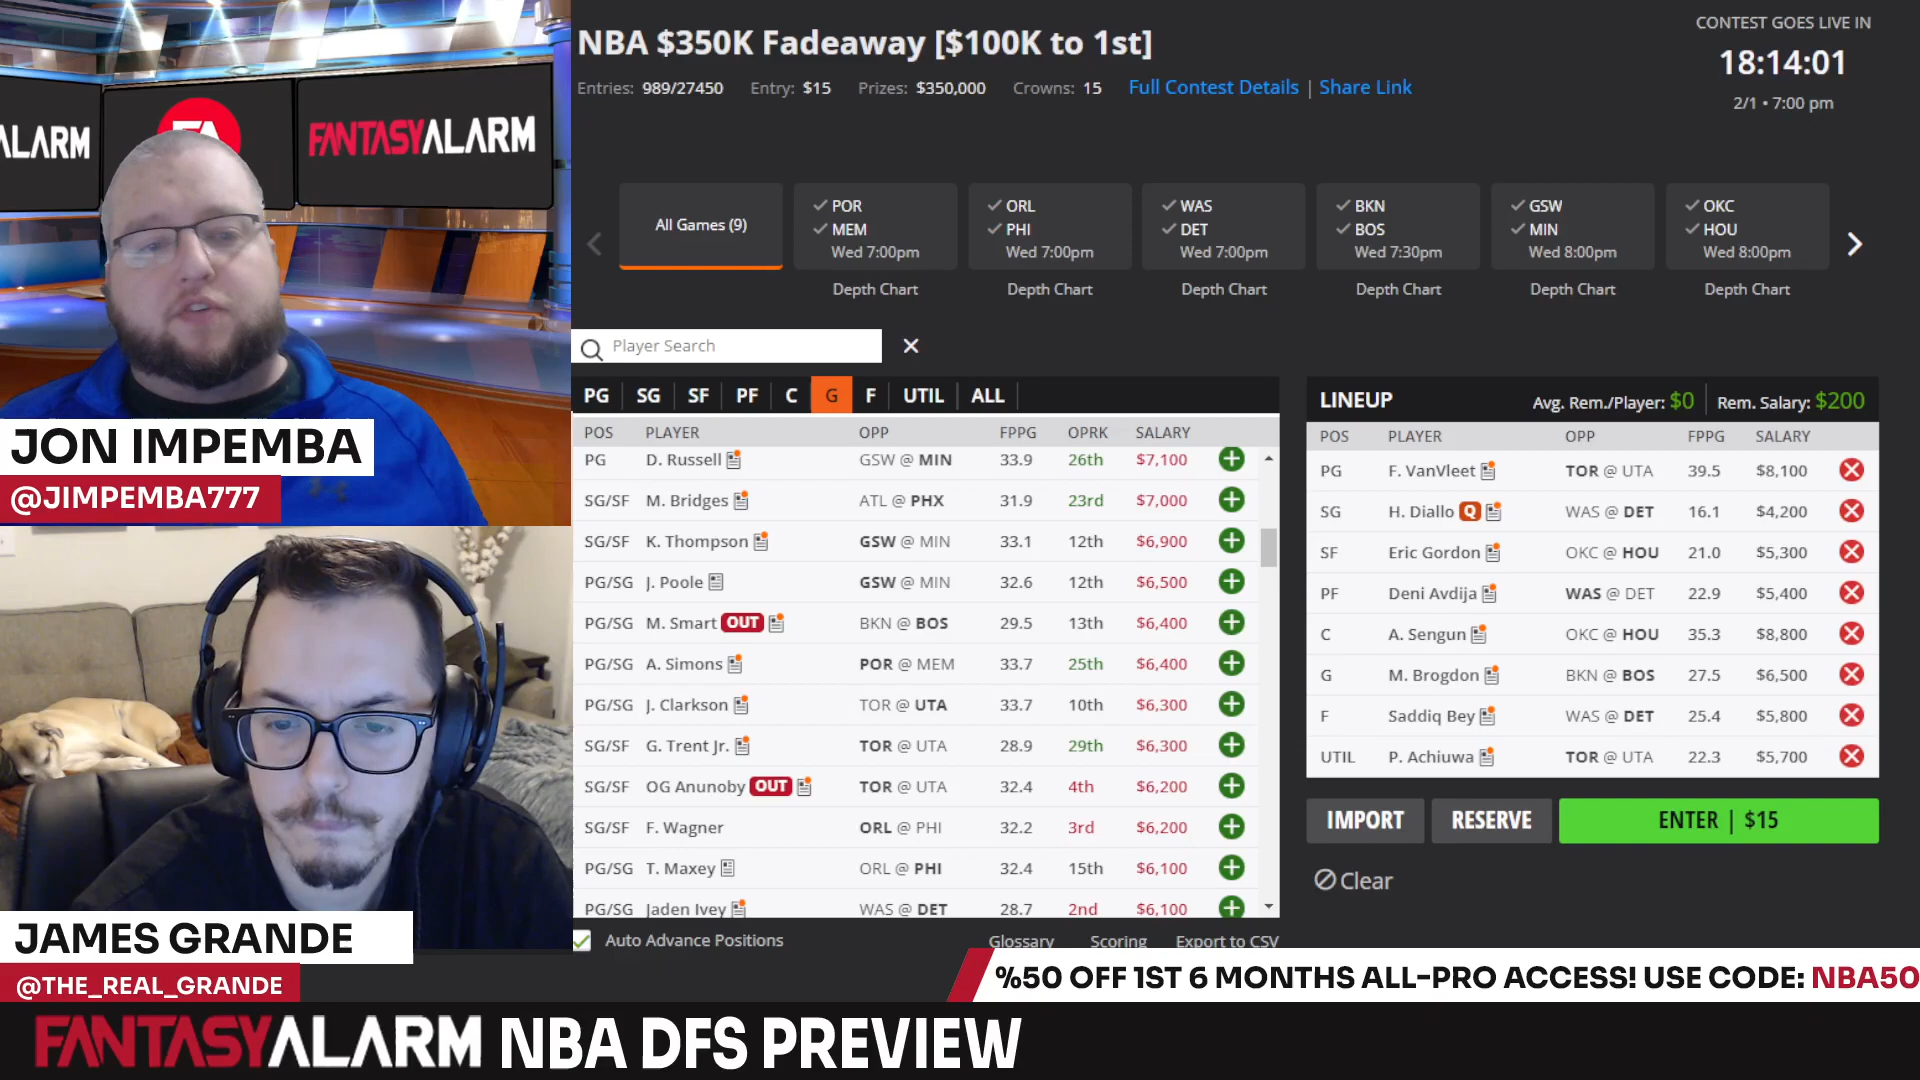 ALARM
FA
FANTASYALARM
JON IMPEMBA
@JIMPEMBA777
JAMES GRANDE
@THE_REAL_GRANDE
NBA $350K Fadeaway [$100K to 1st]
Entries: 989/27450 Entry: $15 Prizes: $350,000 Crowns: 15 Full Contest Details | Share Link
CONTEST GOES LIVE IN
18:14:01
2/1 • 7:00 pm
All Games (9)
POR
MEM
Wed 7:00pm
Depth Chart
ORL
PHI
Wed 7:00pm
Depth Chart
WAS
DET
Wed 7:00pm
Depth Chart
BKN
BOS
Wed 7:30pm
Depth Chart
GSW
MIN
Wed 8:00pm
Depth Chart
OKC
HOU
Wed 8:00pm
Depth Chart
Player Search
PG SG SF PF C G F UTIL ALL
POS PLAYER OPP FPPG OPRK SALARY
PG D. Russell GSW @ MIN 33.9 26th $7,100
SG/SF M. Bridges ATL @ PHX 31.9 23rd $7,000
SG/SF K. Thompson GSW @ MIN 33.1 12th $6,900
PG/SG J. Poole GSW @ MIN 32.6 12th $6,500
PG/SG M. Smart OUT BKN @ BOS 29.5 13th $6,400
PG/SG A. Simons POR @ MEM 33.7 25th $6,400
PG/SG J. Clarkson TOR @ UTA 33.7 10th $6,300
SG/SF G. Trent Jr. TOR @ UTA 28.9 29th $6,300
SG/SF OG Anunoby OUT TOR @ UTA 32.4 4th $6,200
SG/SF F. Wagner ORL @ PHI 32.2 3rd $6,200
PG/SG T. Maxey ORL @ PHI 32.4 15th $6,100
PG/SG Jaden Ivey WAS @ DET 28.7 2nd $6,100
Auto Advance Positions Glossary Scoring Export to CSV
LINEUP Avg. Rem./Player: $0 Rem. Salary: $200
POS PLAYER OPP FPPG SALARY
PG F. VanVleet TOR @ UTA 39.5 $8,100
SG H. Diallo Q WAS @ DET 16.1 $4,200
SF Eric Gordon OKC @ HOU 21.0 $5,300
PF Deni Avdija WAS @ DET 22.9 $5,400
C A. Sengun OKC @ HOU 35.3 $8,800
G M. Brogdon BKN @ BOS 27.5 $6,500
F Saddiq Bey WAS @ DET 25.4 $5,800
UTIL P. Achiuwa TOR @ UTA 22.3 $5,700
IMPORT RESERVE ENTER | $15
Clear
%50 OFF 1ST 6 MONTHS ALL-PRO ACCESS! USE CODE: NBA50
FANTASYALARM NBA DFS PREVIEW